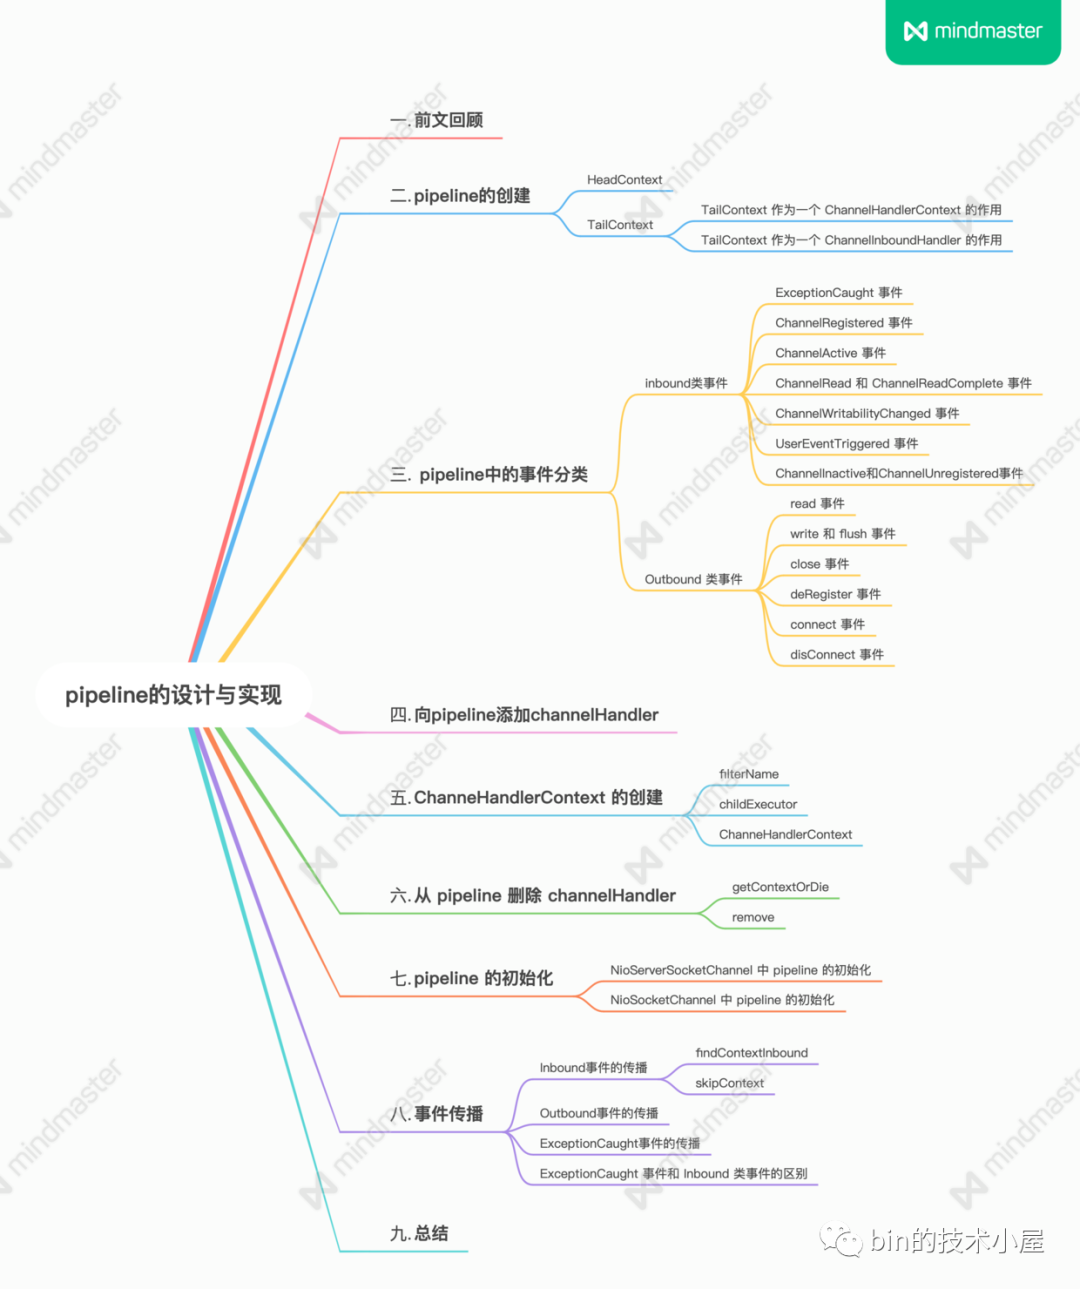 mindmaster
一.前文回顾
二.pipeline的创建
HeadContext
TailContext
TailContext 作为一个 ChannelHandlerContext 的作用
TailContext 作为一个 ChannelInboundHandler 的作用
三. pipeline中的事件分类
inbound类事件
ExceptionCaught 事件
ChannelRegistered 事件
ChannelActive 事件
ChannelRead 和 ChannelReadComplete 事件
ChannelWritabilityChanged 事件
UserEventTriggered 事件
ChannelInactive和ChannelUnregistered事件
Outbound 类事件
read 事件
write 和 flush 事件
close 事件
deRegister 事件
connect 事件
disConnect 事件
pipeline的设计与实现
四.向pipeline添加channelHandler
五.ChanneHandlerContext 的创建
filterName
childExecutor
ChanneHandlerContext
六.从 pipeline 删除 channelHandler
getContextOrDie
remove
七.pipeline 的初始化
NioServerSocketChannel 中 pipeline 的初始化
NioSocketChannel 中 pipeline 的初始化
八.事件传播
Inbound事件的传播
findContextInbound
skipContext
Outbound事件的传播
ExceptionCaught事件的传播
ExceptionCaught 事件和 Inbound 类事件的区别
九.总结
bin的技术小屋